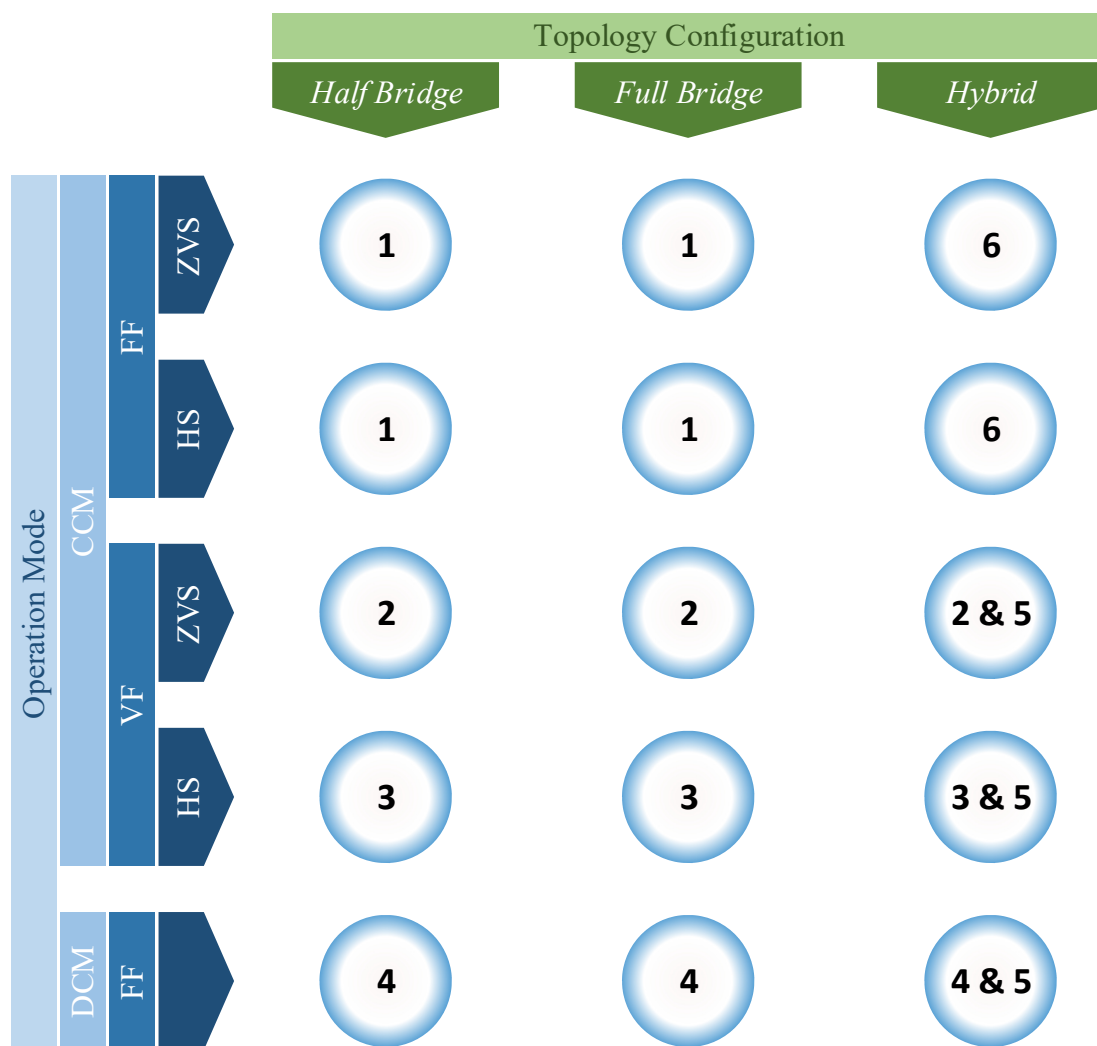 Topology Configuration
Half Bridge
Full Bridge
Hybrid
Operation Mode
CCM
FF
ZVS
1
1
6
HS
1
1
6
VF
ZVS
2
2
2 & 5
HS
3
3
3 & 5
DCM
FF
4
4
4 & 5